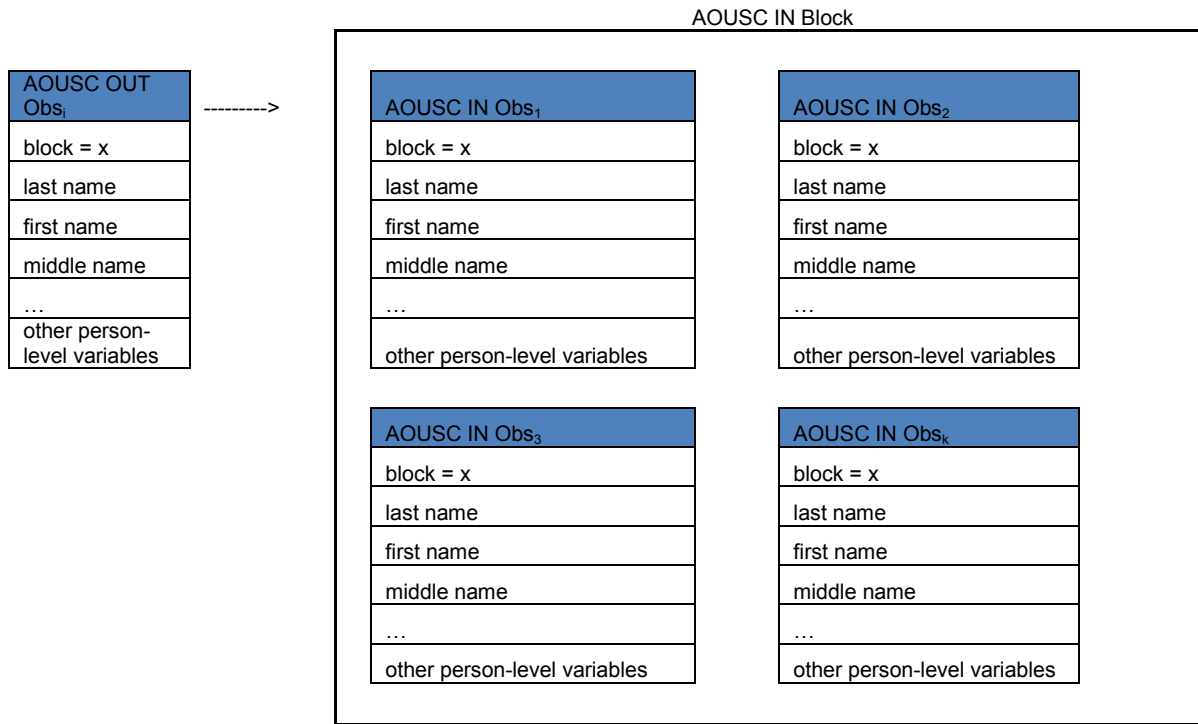 AOUSC IN Block
AOUSC OUT
Obsi
block = x
last name
first name
middle name
…
other person-
level variables
--------->
AOUSC IN Obs1
block = x
last name
first name
middle name
…
other person-level variables
AOUSC IN Obs2
block = x
last name
first name
middle name
…
other person-level variables
AOUSC IN Obs3
block = x
last name
first name
middle name
…
other person-level variables
AOUSC IN Obsk
block = x
last name
first name
middle name
…
other person-level variables